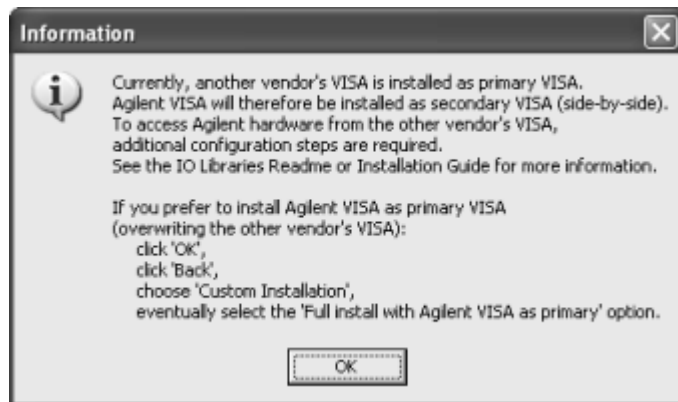 Information
Currently, another vendor's VISA is installed as primary VISA.
Agilent VISA will therefore be installed as secondary VISA (side-by-side).
To access Agilent hardware from the other vendor's VISA,
additional configuration steps are required.
See the IO Libraries Readme or Installation Guide for more information.
If you prefer to install Agilent VISA as primary VISA
(overwriting the other vendor's VISA):
click 'OK',
click 'Back',
choose 'Custom Installation',
eventually select the 'Full install with Agilent VISA as primary' option.
OK